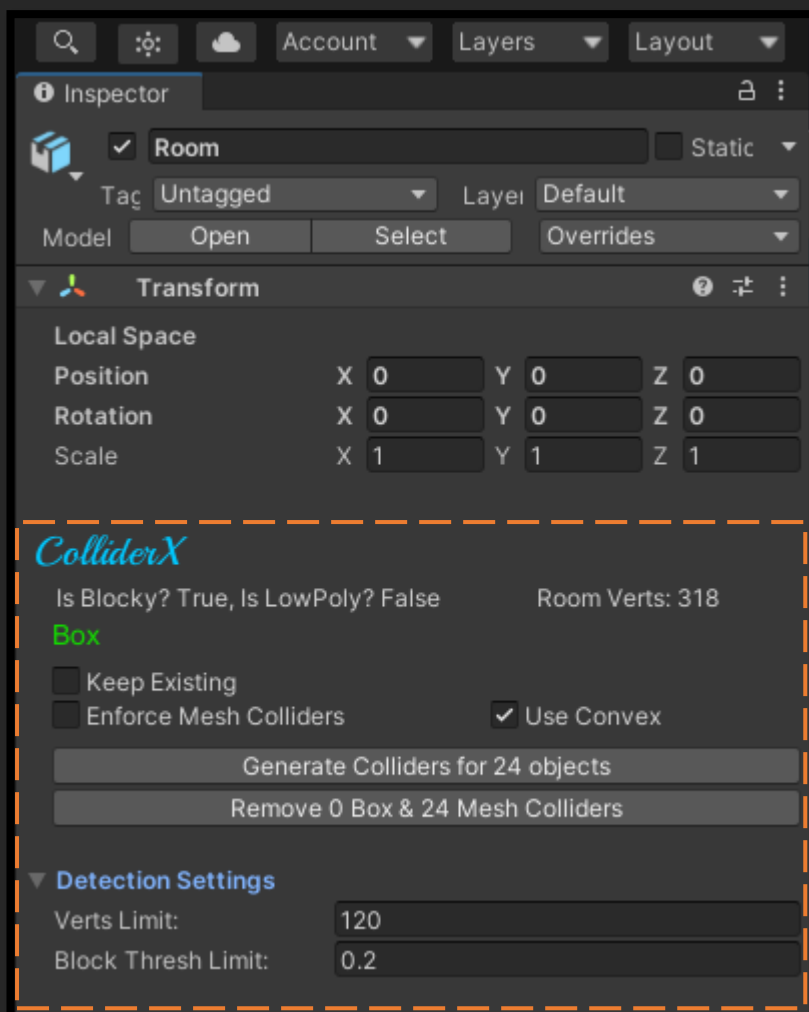 Account Layers Layout
Inspector
Room Static
Tag Untagged Layer Default
Model Open Select Overrides
Transform
Local Space
Position X 0 Y 0 Z 0
Rotation X 0 Y 0 Z 0
Scale X 1 Y 1 Z 1
ColliderX
Is Blocky? True, Is LowPoly? False Room Verts: 318
Box
Keep Existing
Enforce Mesh Colliders Use Convex
Generate Colliders for 24 objects
Remove 0 Box & 24 Mesh Colliders
Detection Settings
Verts Limit: 120
Block Thresh Limit: 0.2